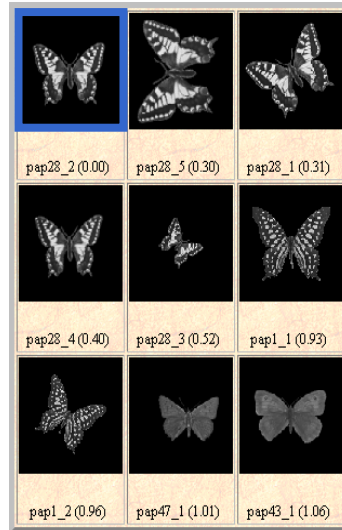 pap28_2 (0.00) pap28_5 (0.30) pap28_1 (0.31)
pap28_4 (0.40) pap28_3 (0.52) pap1_1 (0.93)
pap1_2 (0.96) pap47_1 (1.01) pap43_1 (1.06)